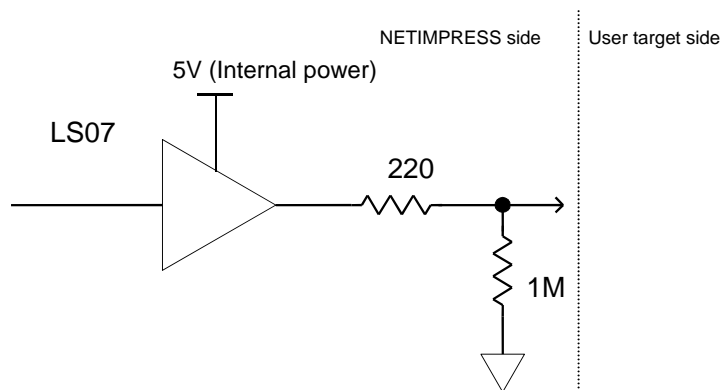 NETIMPRESS side
User target side
5V (Internal power)
LS07
220
1M